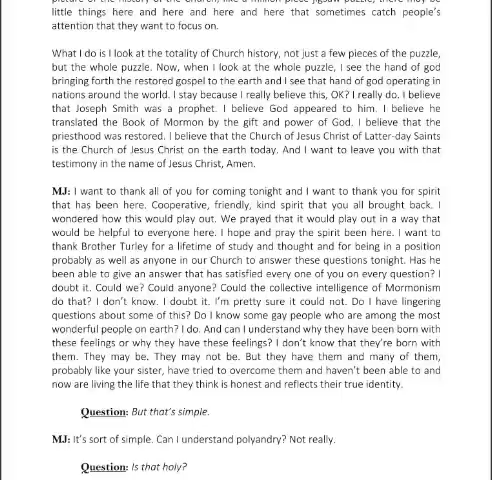 picture of the history of the Church, like a million piece jigsaw puzzle, there may be
little things here and here and here and here that sometimes catch people's
attention that they want to focus on.
What I do is I look at the totality of Church history, not just a few pieces of the puzzle,
but the whole puzzle. Now, when I look at the whole puzzle, I see the hand of god
bringing forth the restored gospel to the earth and I see that hand of god operating in
nations around the world. I stay because I really believe this, OK? I really do. I believe
that Joseph Smith was a prophet. I believe God appeared to him. I believe he
translated the Book of Mormon by the gift and power of God. I believe that the
priesthood was restored. I believe that the Church of Jesus Christ of Latter-day Saints
is the Church of Jesus Christ on the earth today. And I want to leave you with that
testimony in the name of Jesus Christ, Amen.
MJ: I want to thank all of you for coming tonight and I want to thank you for spirit
that has been here. Cooperative, friendly, kind spirit that you all brought back. I
wondered how this would play out. We prayed that it would play out in a way that
would be helpful to everyone here. I hope and pray the spirit been here. I want to
thank Brother Turley for a lifetime of study and thought and for being in a position
probably as well as anyone in our Church to answer these questions tonight. Has he
been able to give an answer that has satisfied every one of you on every question? I
doubt it. Could we? Could anyone? Could the collective intelligence of Mormonism
do that? I don't know. I doubt it. I'm pretty sure it could not. Do I have lingering
questions about some of this? Do I know some gay people who are among the most
wonderful people on earth? I do. And can I understand why they have been born with
these feelings or why they have these feelings? I don't know that they're born with
them. They may be. They may not be. But they have them and many of them,
probably like your sister, have tried to overcome them and haven't been able to and
now are living the life that they think is honest and reflects their true identity.
Question: But that's simple.
MJ: It's sort of simple. Can I understand polyandry? Not really.
Question: Is that holy?